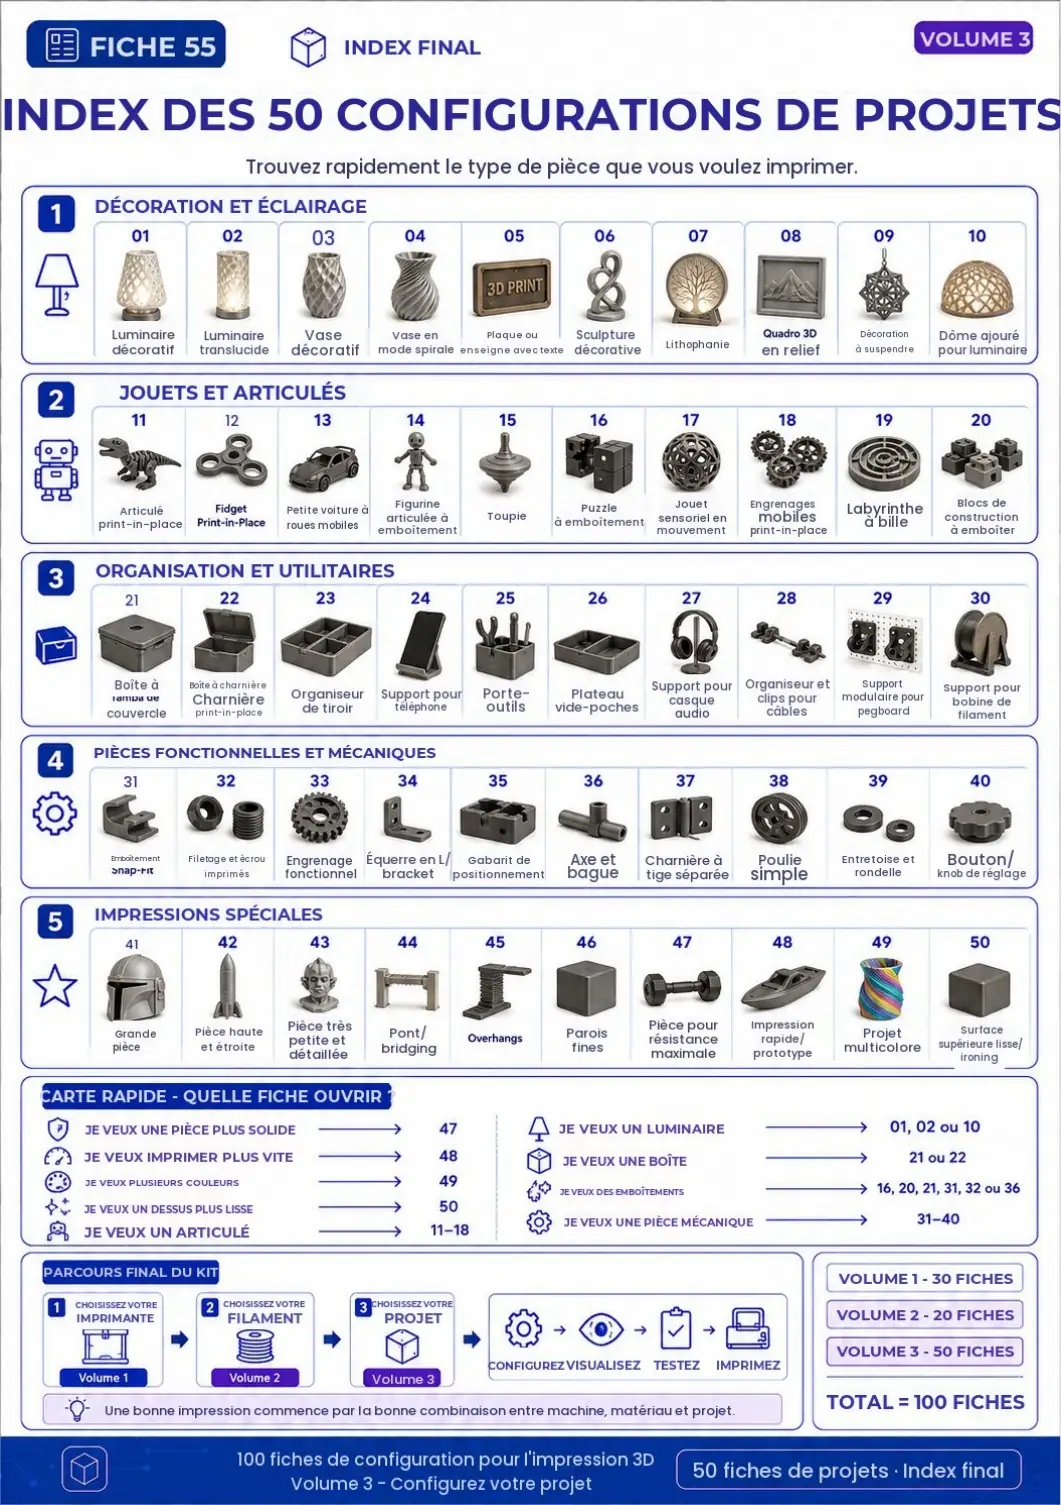 FICHE 55
INDEX FINAL
VOLUME 3
INDEX DES 50 CONFIGURATIONS DE PROJETS
Trouvez rapidement le type de pièce que vous voulez imprimer.
1
DÉCORATION ET ÉCLAIRAGE
01
Luminaire
décoratif
02
Luminaire
translucide
03
Vase
décoratif
04
Vase en
mode spirale
05
3D PRINT
Plaque ou
enseigne avec texte
06
Sculpture
décorative
07
Lithophanie
08
Quadro 3D
en relief
09
Décoration
à suspendre
10
Dôme ajouré
pour luminaire
2
JOUETS ET ARTICULÉS
11
Articulé
print-in-place
12
Fidget
Print-in-Place
13
Petite voiture à
roues mobiles
14
Figurine
articulée à
emboîtement
15
Toupie
16
Puzzle
à emboîtement
17
Jouet
sensoriel en
mouvement
18
Engrenages
mobiles
print-in-place
19
Labyrinthe
à bille
20
Blocs de
construction
à emboîter
3
ORGANISATION ET UTILITAIRES
21
Boîte à
couvercle
22
Boîte à charnière
Charnière
print-in-place
23
Organiseur
de tiroir
24
Support pour
téléphone
25
Porte-
outils
26
Plateau
vide-poches
27
Support pour
casque
audio
28
Organiseur et
clips pour
câbles
29
Support
modulaire pour
pegboard
30
Support pour
bobine de
filament
4
PIÈCES FONCTIONNELLES ET MÉCANIQUES
31
Emboîtement
Snap-Fit
32
Filetage et écrou
imprimés
33
Engrenage
fonctionnel
34
Équerre en L/
bracket
35
Gabarit de
positionnement
36
Axe et
bague
37
Charnière à
tige séparée
38
Poulie
simple
39
Entretoise et
rondelle
40
Bouton/
knob de réglage
5
IMPRESSIONS SPÉCIALES
41
Grande
pièce
42
Pièce haute
et étroite
43
Pièce très
petite et
détaillée
44
Pont/
bridging
45
Overhangs
46
Parois
fines
47
Pièce pour
résistance
maximale
48
Impression
rapide/
prototype
49
Projet
multicolore
50
Surface
supérieure lisse/
ironing
CARTE RAPIDE - QUELLE FICHE OUVRIR ?
JE VEUX UNE PIÈCE PLUS SOLIDE 47
JE VEUX IMPRIMER PLUS VITE 48
JE VEUX PLUSIEURS COULEURS 49
JE VEUX UN DESSUS PLUS LISSE 50
JE VEUX UN ARTICULÉ 11–18
JE VEUX UN LUMINAIRE 01, 02 ou 10
JE VEUX UNE BOÎTE 21 ou 22
JE VEUX DES EMBOÎTEMENTS 16, 20, 21, 31, 32 ou 36
JE VEUX UNE PIÈCE MÉCANIQUE 31–40
PARCOURS FINAL DU KIT
1
CHOISISSEZ VOTRE
IMPRIMANTE
Volume 1
2
CHOISISSEZ VOTRE
FILAMENT
Volume 2
3
CHOISISSEZ VOTRE
PROJET
Volume 3
CONFIGUREZ
VISUALISEZ
TESTEZ
IMPRIMEZ
Une bonne impression commence par la bonne combinaison entre machine, matériau et projet.
VOLUME 1 - 30 FICHES
VOLUME 2 - 20 FICHES
VOLUME 3 - 50 FICHES
TOTAL = 100 FICHES
100 fiches de configuration pour l'impression 3D
Volume 3 - Configurez votre projet
50 fiches de projets · Index final